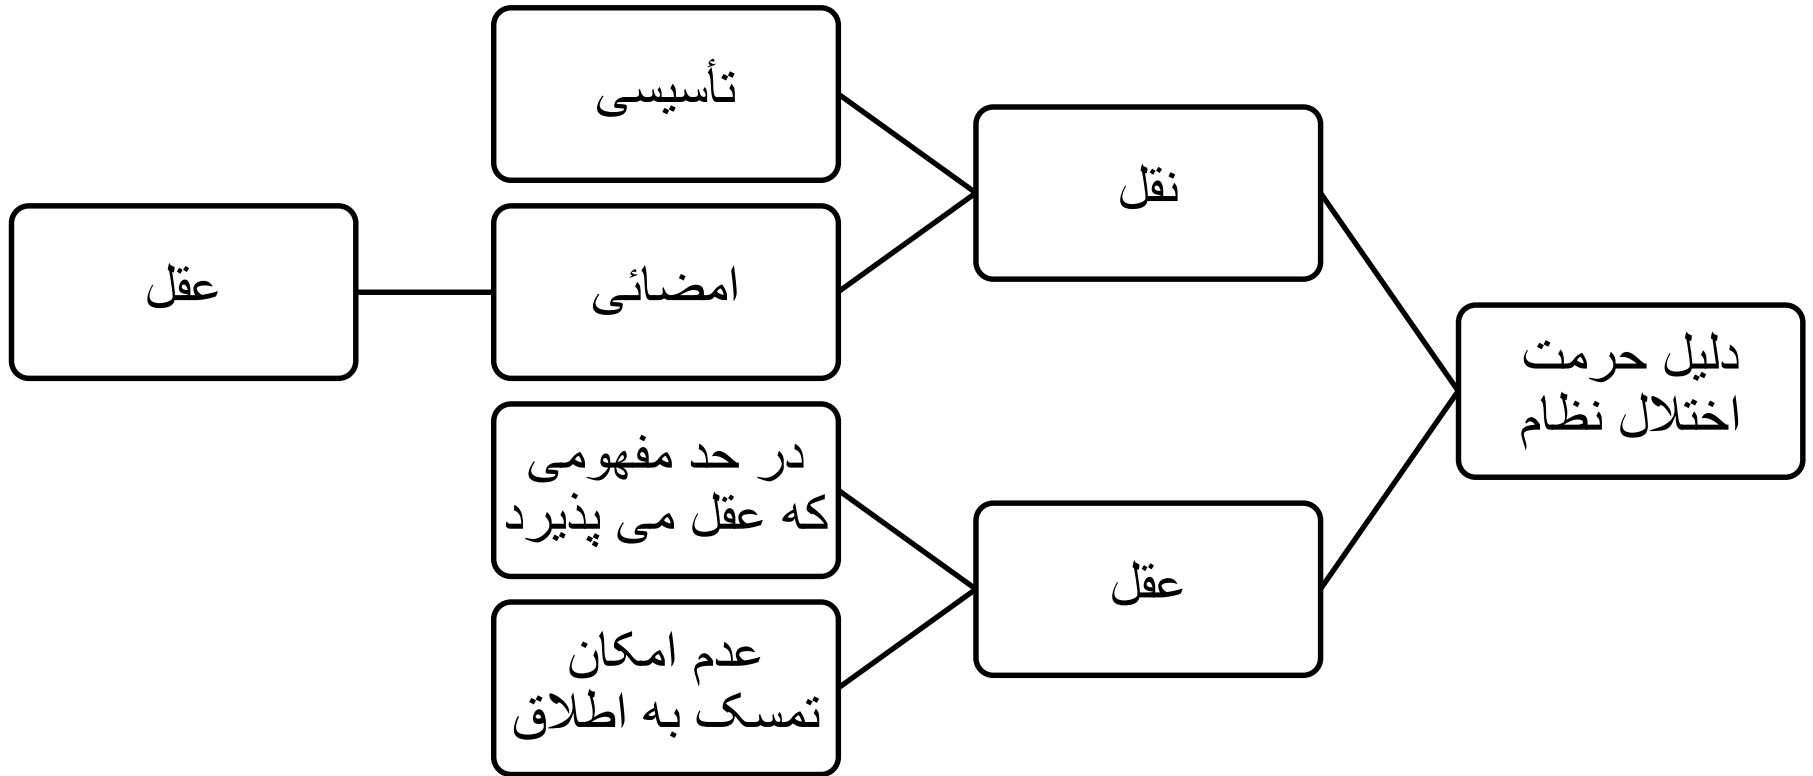 دلیل حرمت
اختلال نظام
نقل
تأسیسی
امضائی
عقل
عقل
در حد مفهومی
که عقل می پذیرد
عدم امکان
تمسک به اطلاق